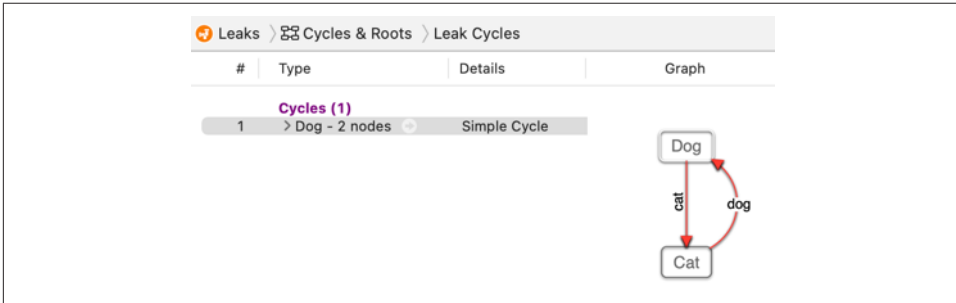 Leaks Cycles & Roots Leak Cycles
# Type Details Graph
Cycles (1)
1 > Dog - 2 nodes Simple Cycle
Dog
cat
dog
Cat